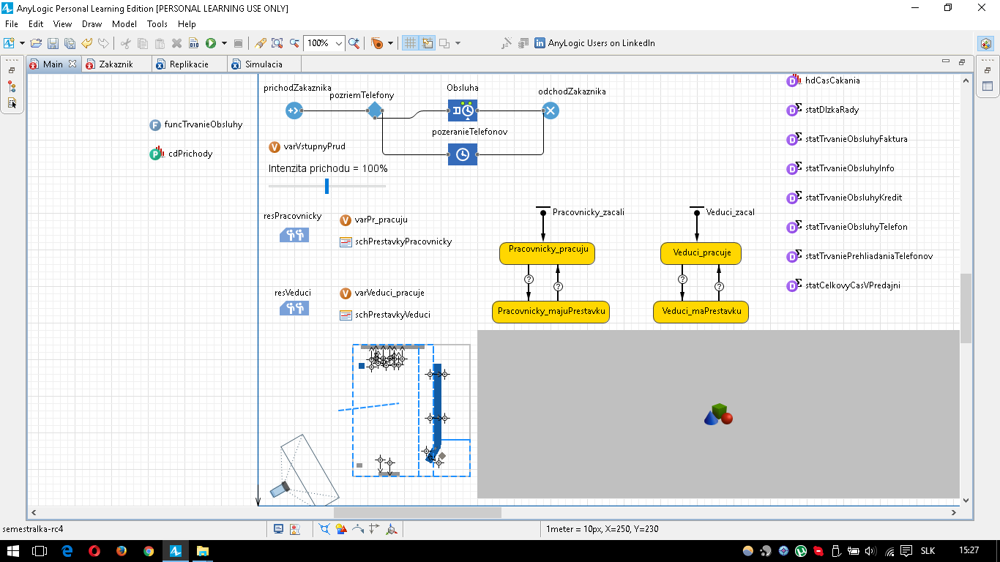 AnyLogic Personal Learning Edition [PERSONAL LEARNING USE ONLY]
File Edit View Draw Model Tools Help
100% AnyLogic Users on LinkedIn
Main Zakaznik Replikacie Simulacia
prichodZakaznika
pozriemTelefony
Obsluha
odchodZakaznika
pozeranieTelefonov
funcTrvanieObsluhy
cdPrichody
varVstupnyPrud
Intenzita prichodu = 100%
resPracovnicky
varPr_pracuju
schPrestavkyPracovnicky
resVeduci
varVeduci_pracuje
schPrestavkyVeduci
Pracovnicky_zacali
Pracovnicky_pracuju
?
?
Pracovnicky_majuPrestavku
Veduci_zacal
Veduci_pracuje
?
?
Veduci_maPrestavku
hdCasCakania
statDlzkaRady
statTrvanieObsluhyFaktura
statTrvanieObsluhyInfo
statTrvanieObsluhyKredit
statTrvanieObsluhyTelefon
statTrvaniePrehliadaniaTelefonov
statCelkovyCasVPredajni
semestralka-rc4
1meter = 10px, X=250, Y=230
SLK
15:27